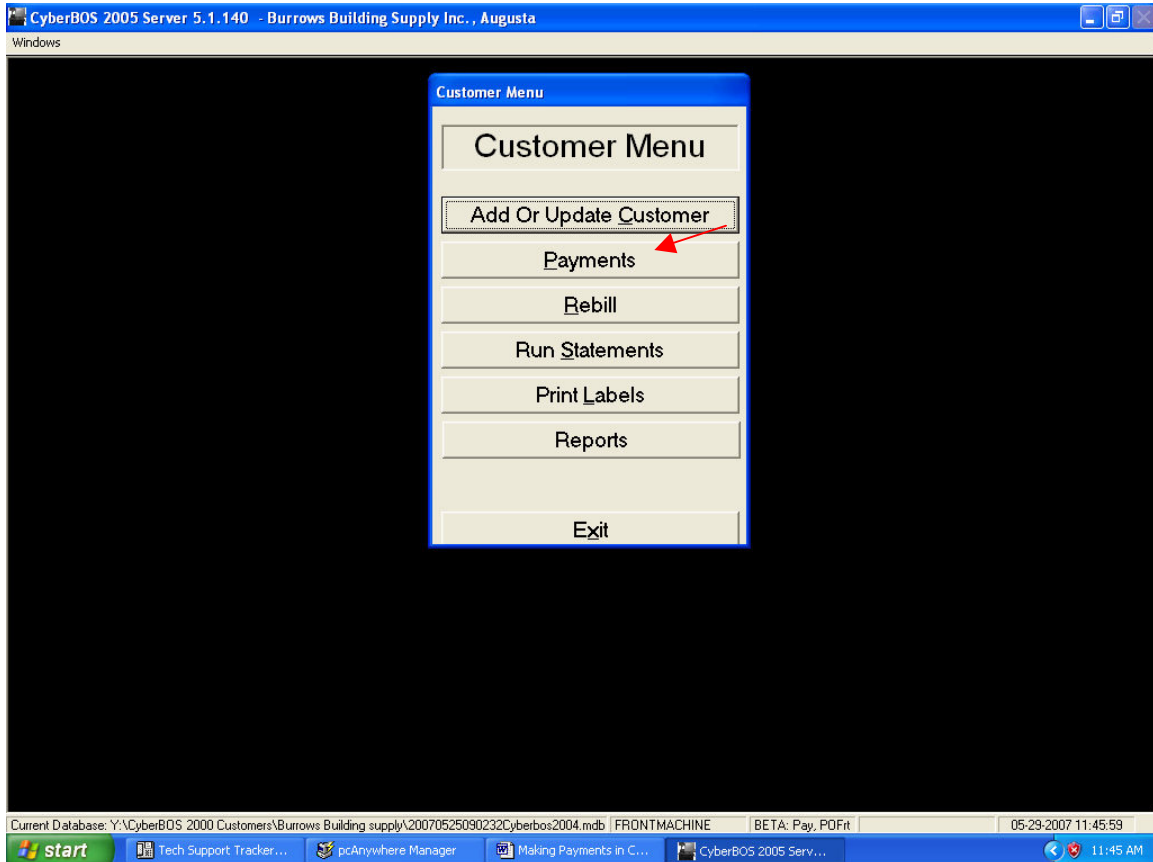 CyberBOS 2005 Server 5.1.140 - Burrows Building Supply Inc., Augusta
Windows
Customer Menu
Customer Menu
Add Or Update Customer
Payments
Rebill
Run Statements
Print Labels
Reports
Exit
Current Database: Y:\CyberBOS 2000 Customers\Burrows Building supply\20070525090232Cyberbos2004.mdb FRONTMACHINE BETA: Pay, POFrt 05-29-2007 11:45:59
start Tech Support Tracker... pcAnywhere Manager Making Payments in C... CyberBOS 2005 Serv... 11:45 AM